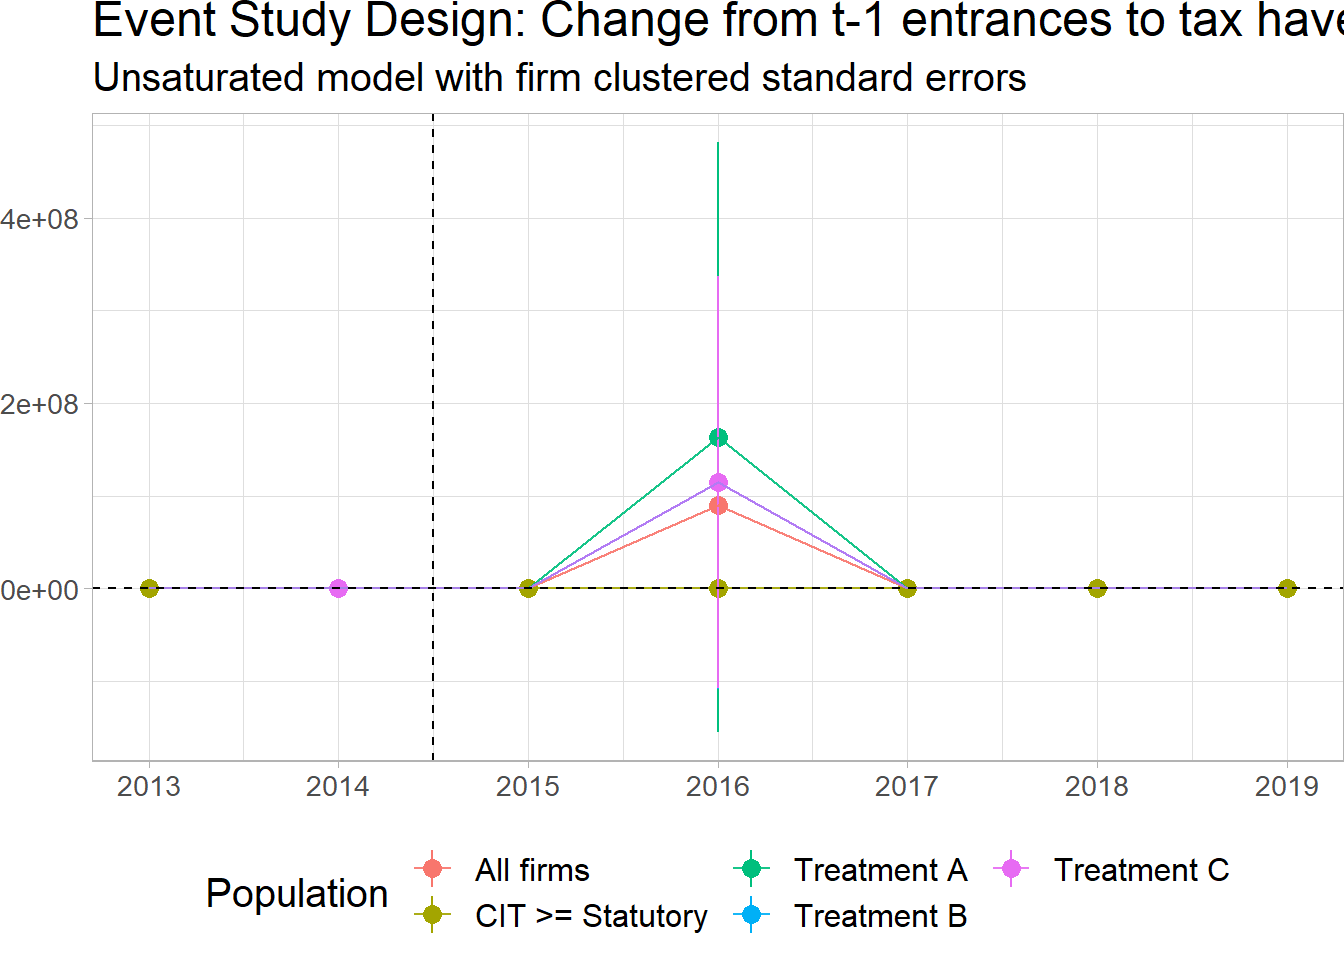 Event Study Design: Change from t-1 entrances to tax have
Unsaturated model with firm clustered standard errors
4e+08
2e+08
0e+00
2013 2014 2015 2016 2017 2018 2019
Population
All firms Treatment A Treatment C
CIT >= Statutory Treatment B